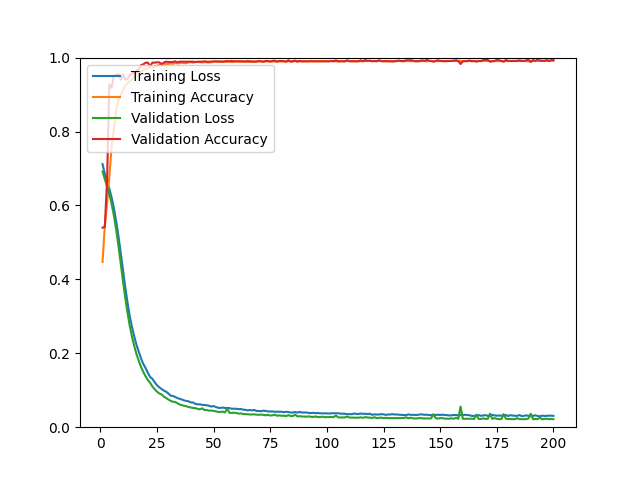 1.0
0.8
0.6
0.4
0.2
0.0
Training Loss
Training Accuracy
Validation Loss
Validation Accuracy
0 25 50 75 100 125 150 175 200